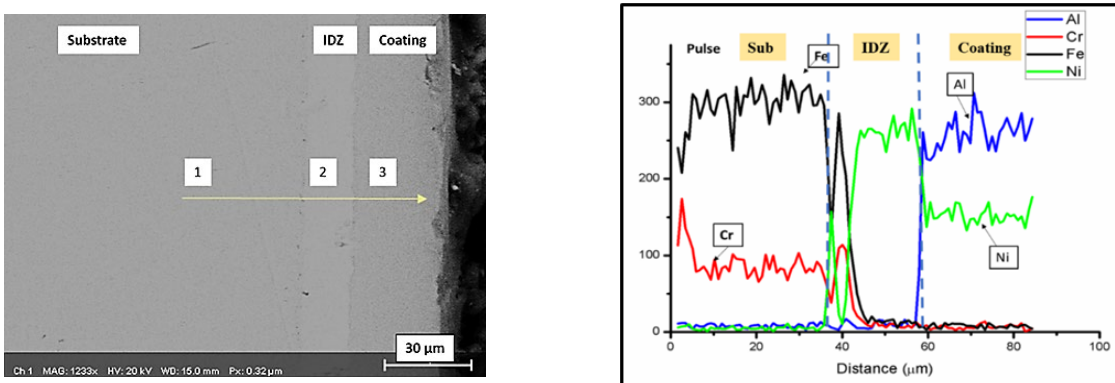 Substrate IDZ Coating
1 2 3
30 µm
Ch 1 MAG: 1233x HV: 20 kV WD: 15.0 mm Px: 0.32 µm
Al
Cr
Fe
Ni
Pulse Sub IDZ Coating
Fe
Al
Cr
Ni
300
200
100
0
0 20 40 60 80 100
Distance (µm)